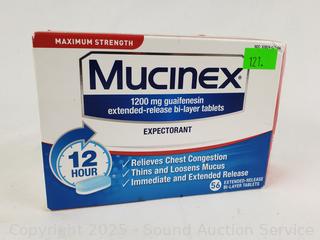 MAXIMUM STRENGTH
121.
Mucinex®
1200 mg guaifenesin
extended-release bi-layer tablets
EXPECTORANT
12
HOUR
✓ Relieves Chest Congestion
✓ Thins and Loosens Mucus
✓ Immediate and Extended Release
56 EXTENDED-RELEASE
BI-LAYER TABLETS
Copyright 2025 - Sound Auction Service